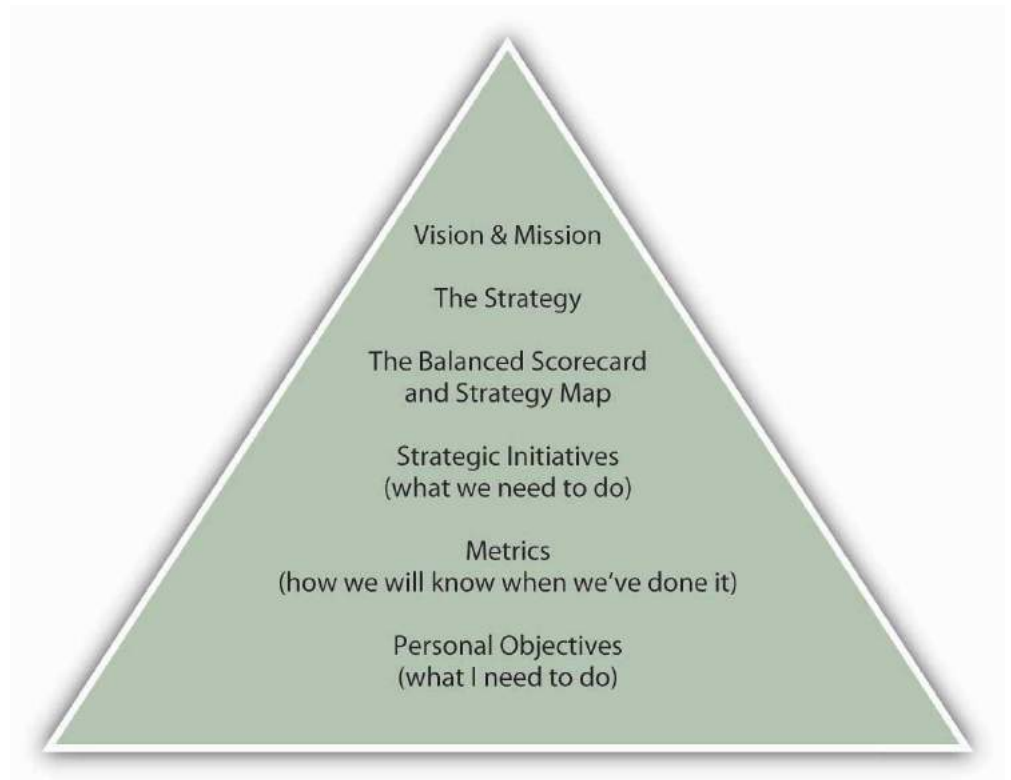 Vision & Mission
The Strategy
The Balanced Scorecard
and Strategy Map
Strategic Initiatives
(what we need to do)
Metrics
(how we will know when we’ve done it)
Personal Objectives
(what I need to do)